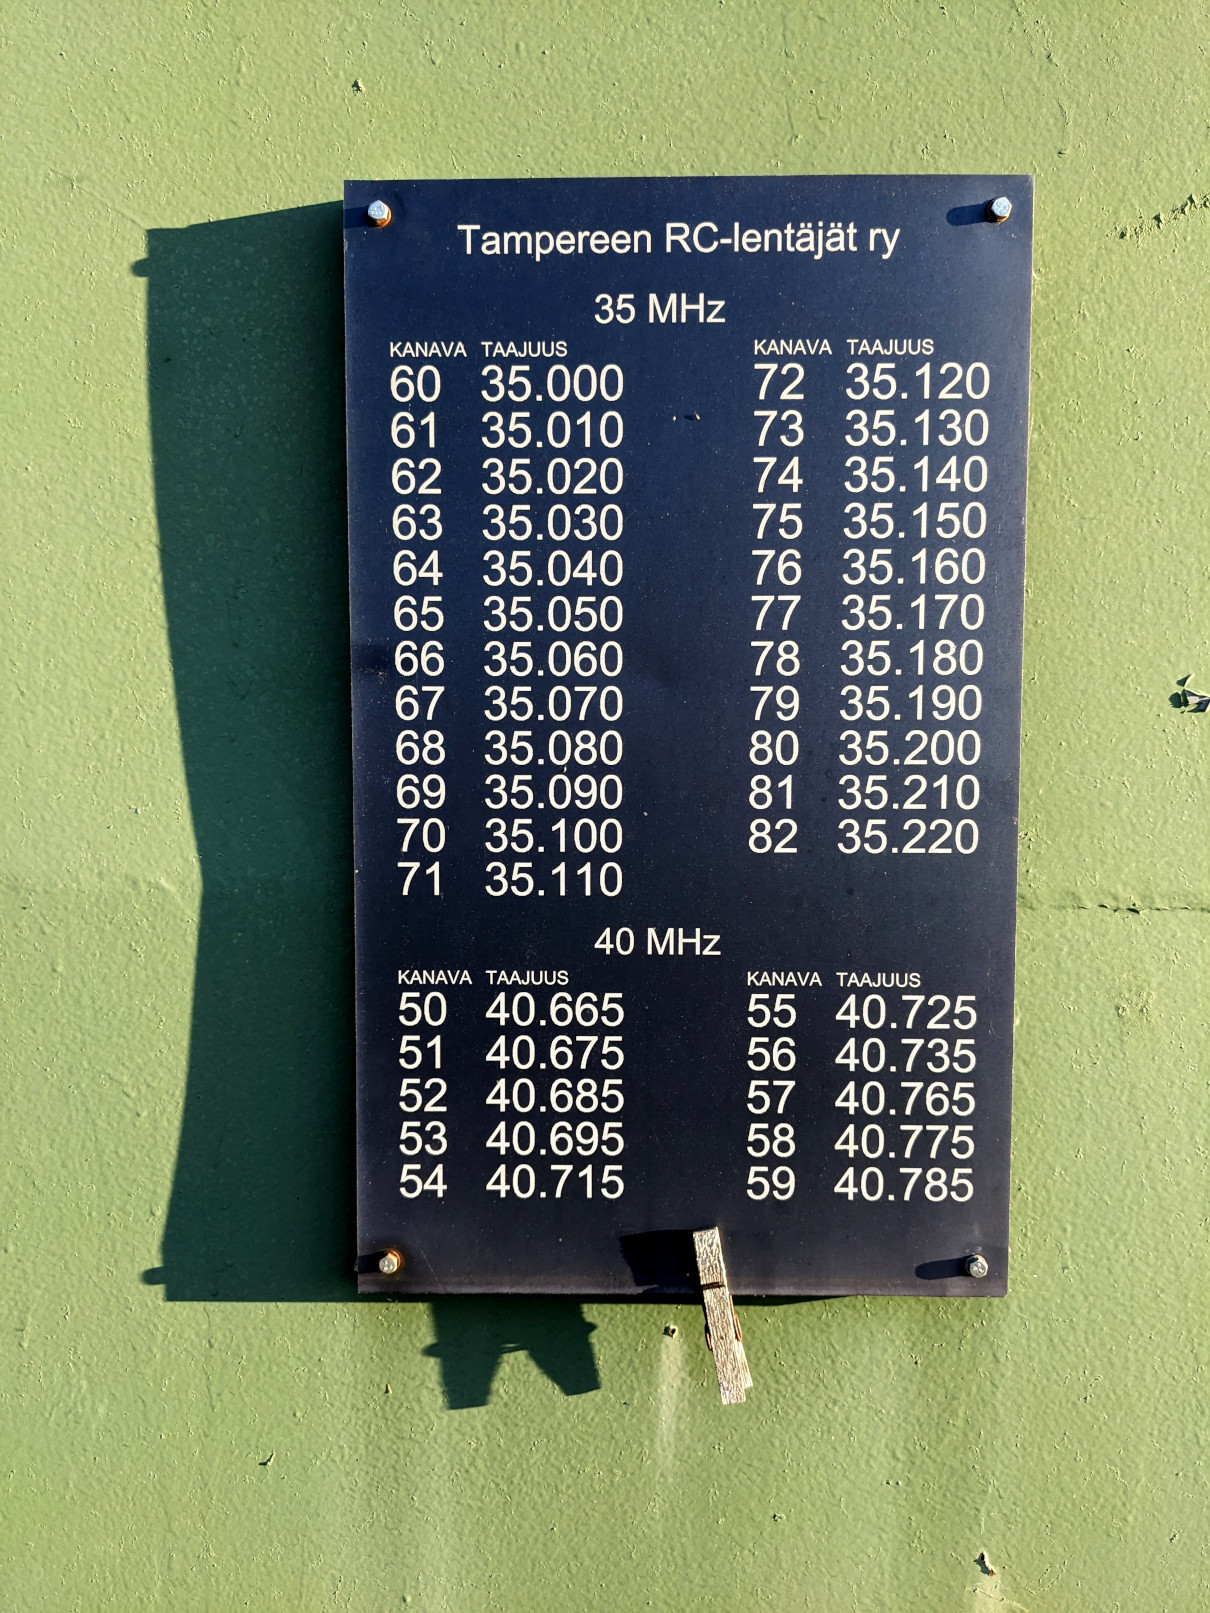 Tampereen RC-lentäjät ry
35 MHz
KANAVA TAAJUUS KANAVA TAAJUUS
60 35.000 72 35.120
61 35.010 73 35.130
62 35.020 74 35.140
63 35.030 75 35.150
64 35.040 76 35.160
65 35.050 77 35.170
66 35.060 78 35.180
67 35.070 79 35.190
68 35.080 80 35.200
69 35.090 81 35.210
70 35.100 82 35.220
71 35.110
40 MHz
KANAVA TAAJUUS KANAVA TAAJUUS
50 40.665 55 40.725
51 40.675 56 40.735
52 40.685 57 40.765
53 40.695 58 40.775
54 40.715 59 40.785